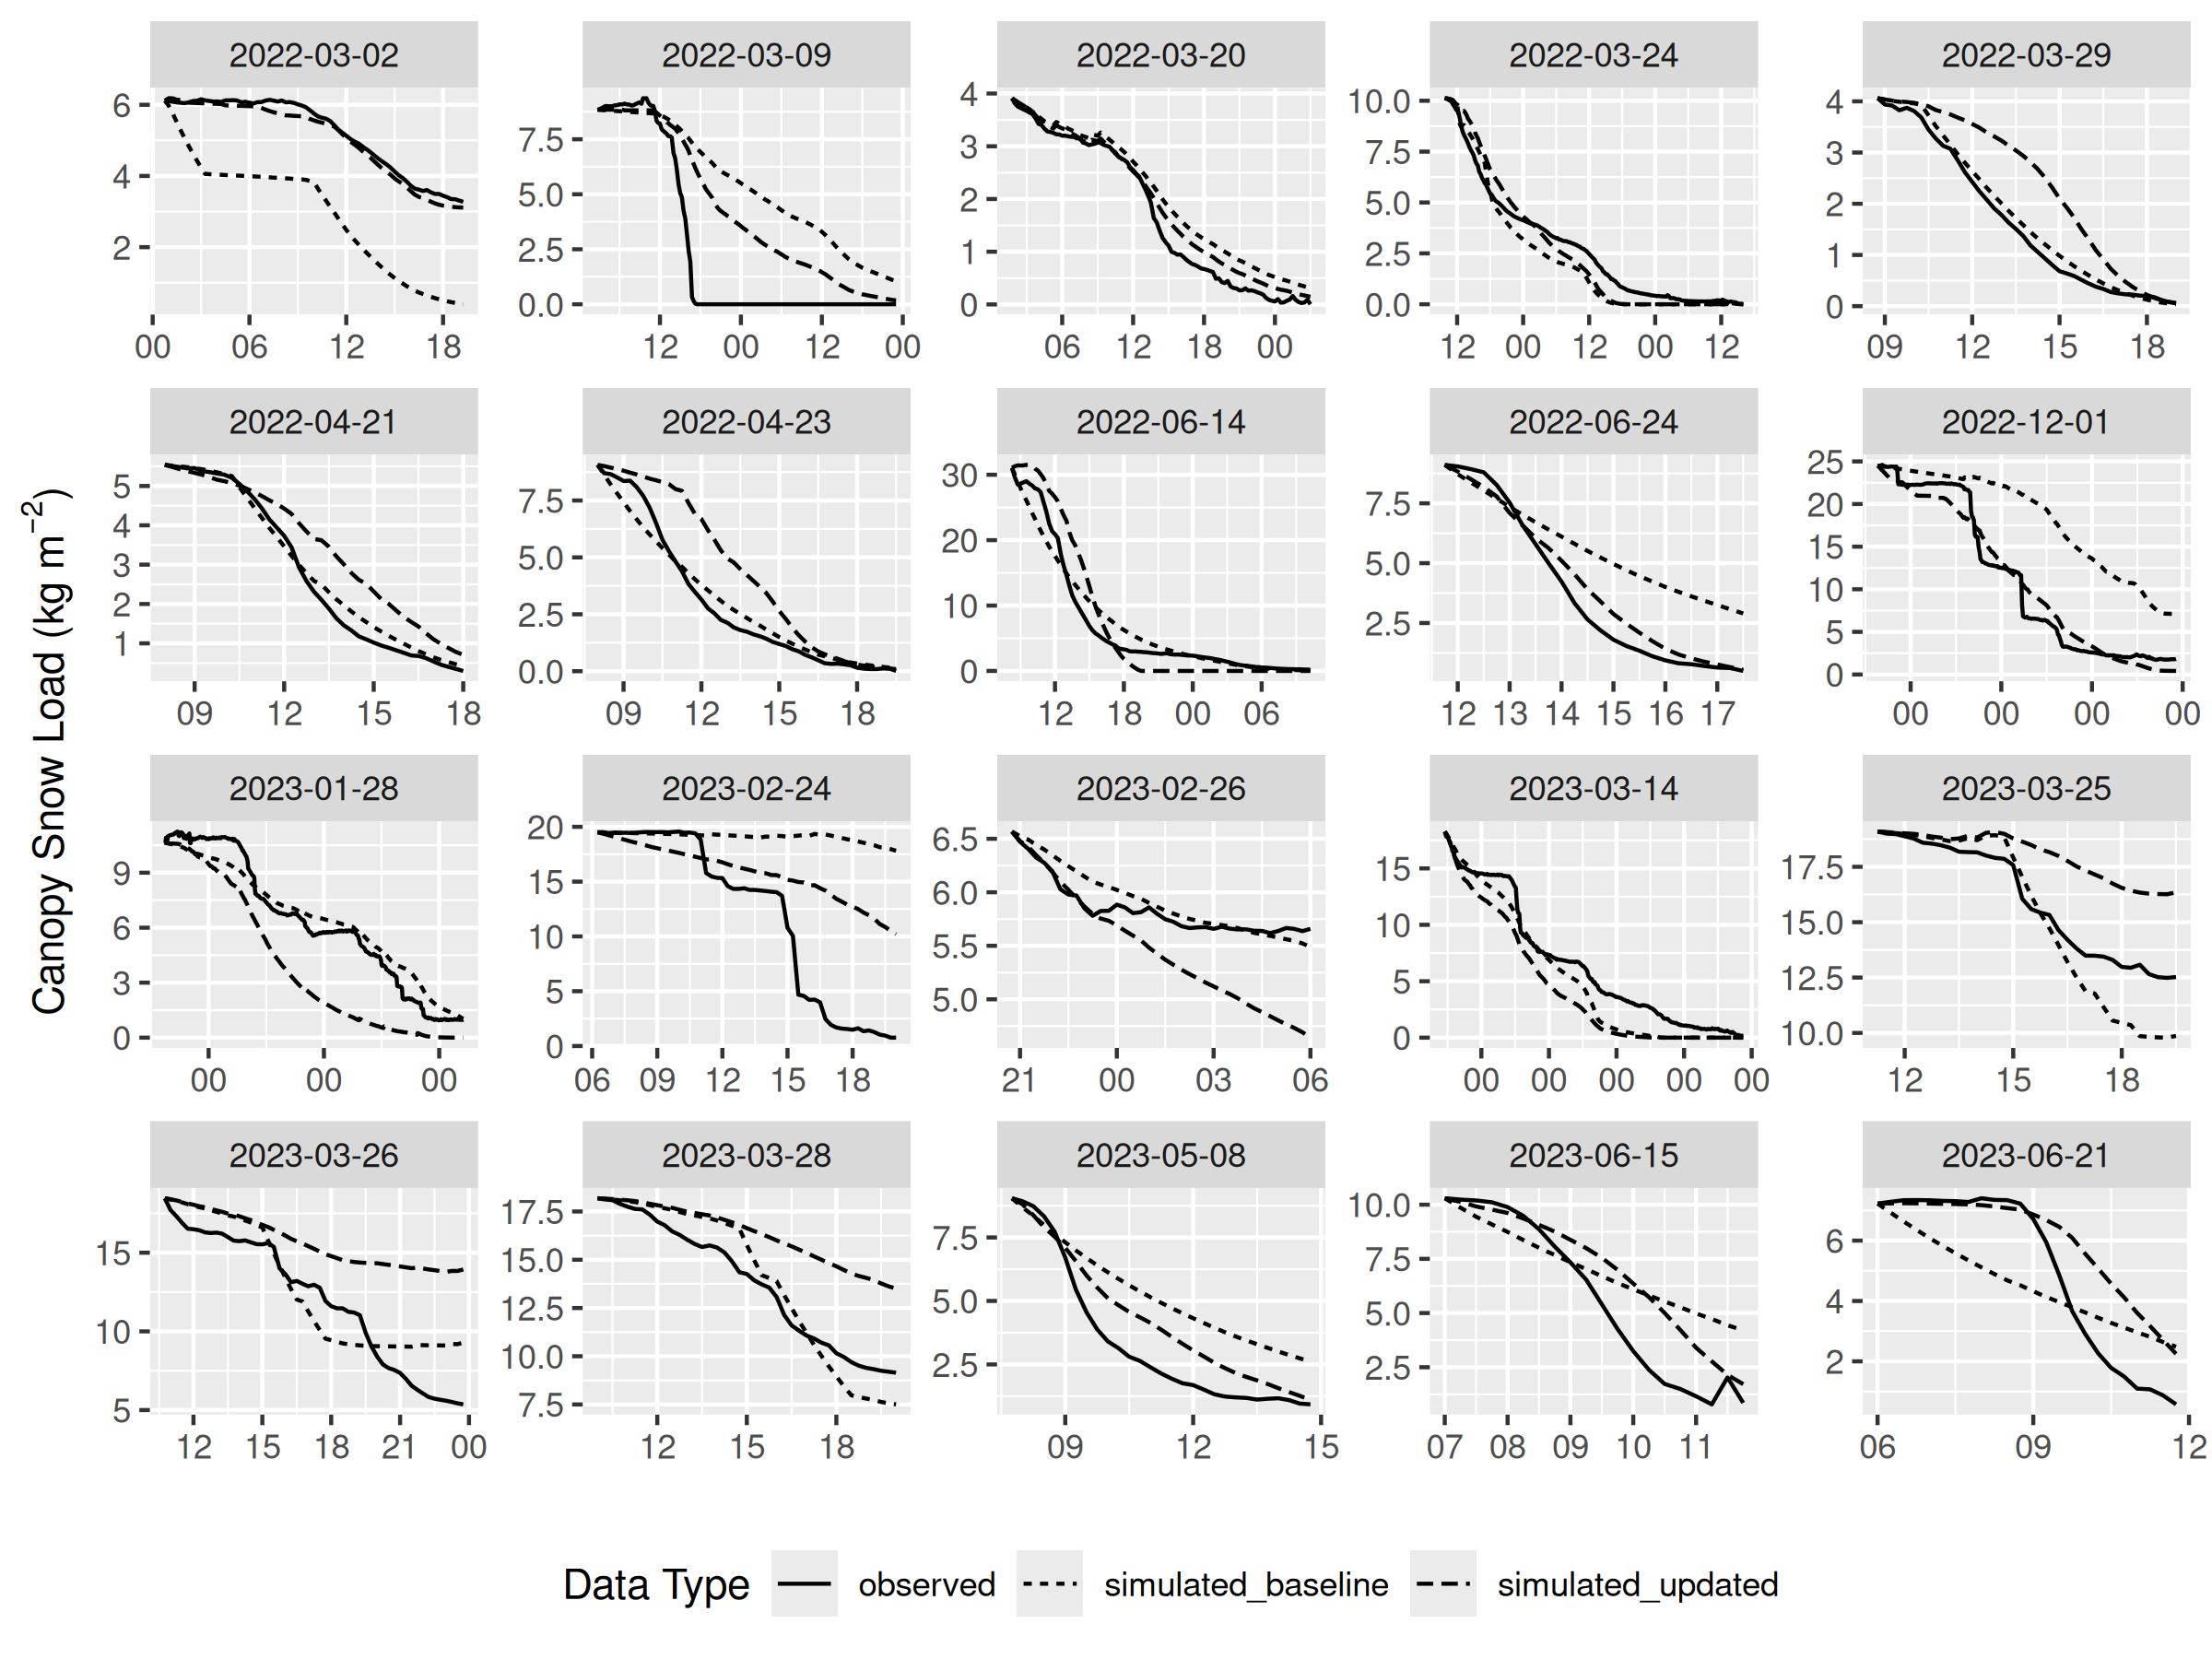 2022-03-02 2022-03-09 2022-03-20 2022-03-24 2022-03-29
6 4 2
7.5 5.0 2.5 0.0
4 3 2 1 0
10.0 7.5 5.0 2.5 0.0
4 3 2 1 0
00 06 12 18
12 00 12 00
06 12 18 00
12 00 12 00 12
09 12 15 18
Canopy Snow Load (kg m⁻²)
2022-04-21 2022-04-23 2022-06-14 2022-06-24 2022-12-01
5 4 3 2 1
7.5 5.0 2.5 0.0
30 20 10 0
7.5 5.0 2.5
25 20 15 10 5 0
09 12 15 18
09 12 15 18
12 18 00 06
12 13 14 15 16 17
00 00 00 00
2023-01-28 2023-02-24 2023-02-26 2023-03-14 2023-03-25
9 6 3 0
20 15 10 5 0
6.5 6.0 5.5 5.0
15 10 5 0
17.5 15.0 12.5 10.0
00 00 00
06 09 12 15 18
21 00 03 06
00 00 00 00 00
12 15 18
2023-03-26 2023-03-28 2023-05-08 2023-06-15 2023-06-21
15 10 5
17.5 15.0 12.5 10.0 7.5
7.5 5.0 2.5
10.0 7.5 5.0 2.5
6 4 2
12 15 18 21 00
12 15 18
09 12 15
07 08 09 10 11
06 09 12
Data Type observed simulated_baseline simulated_updated